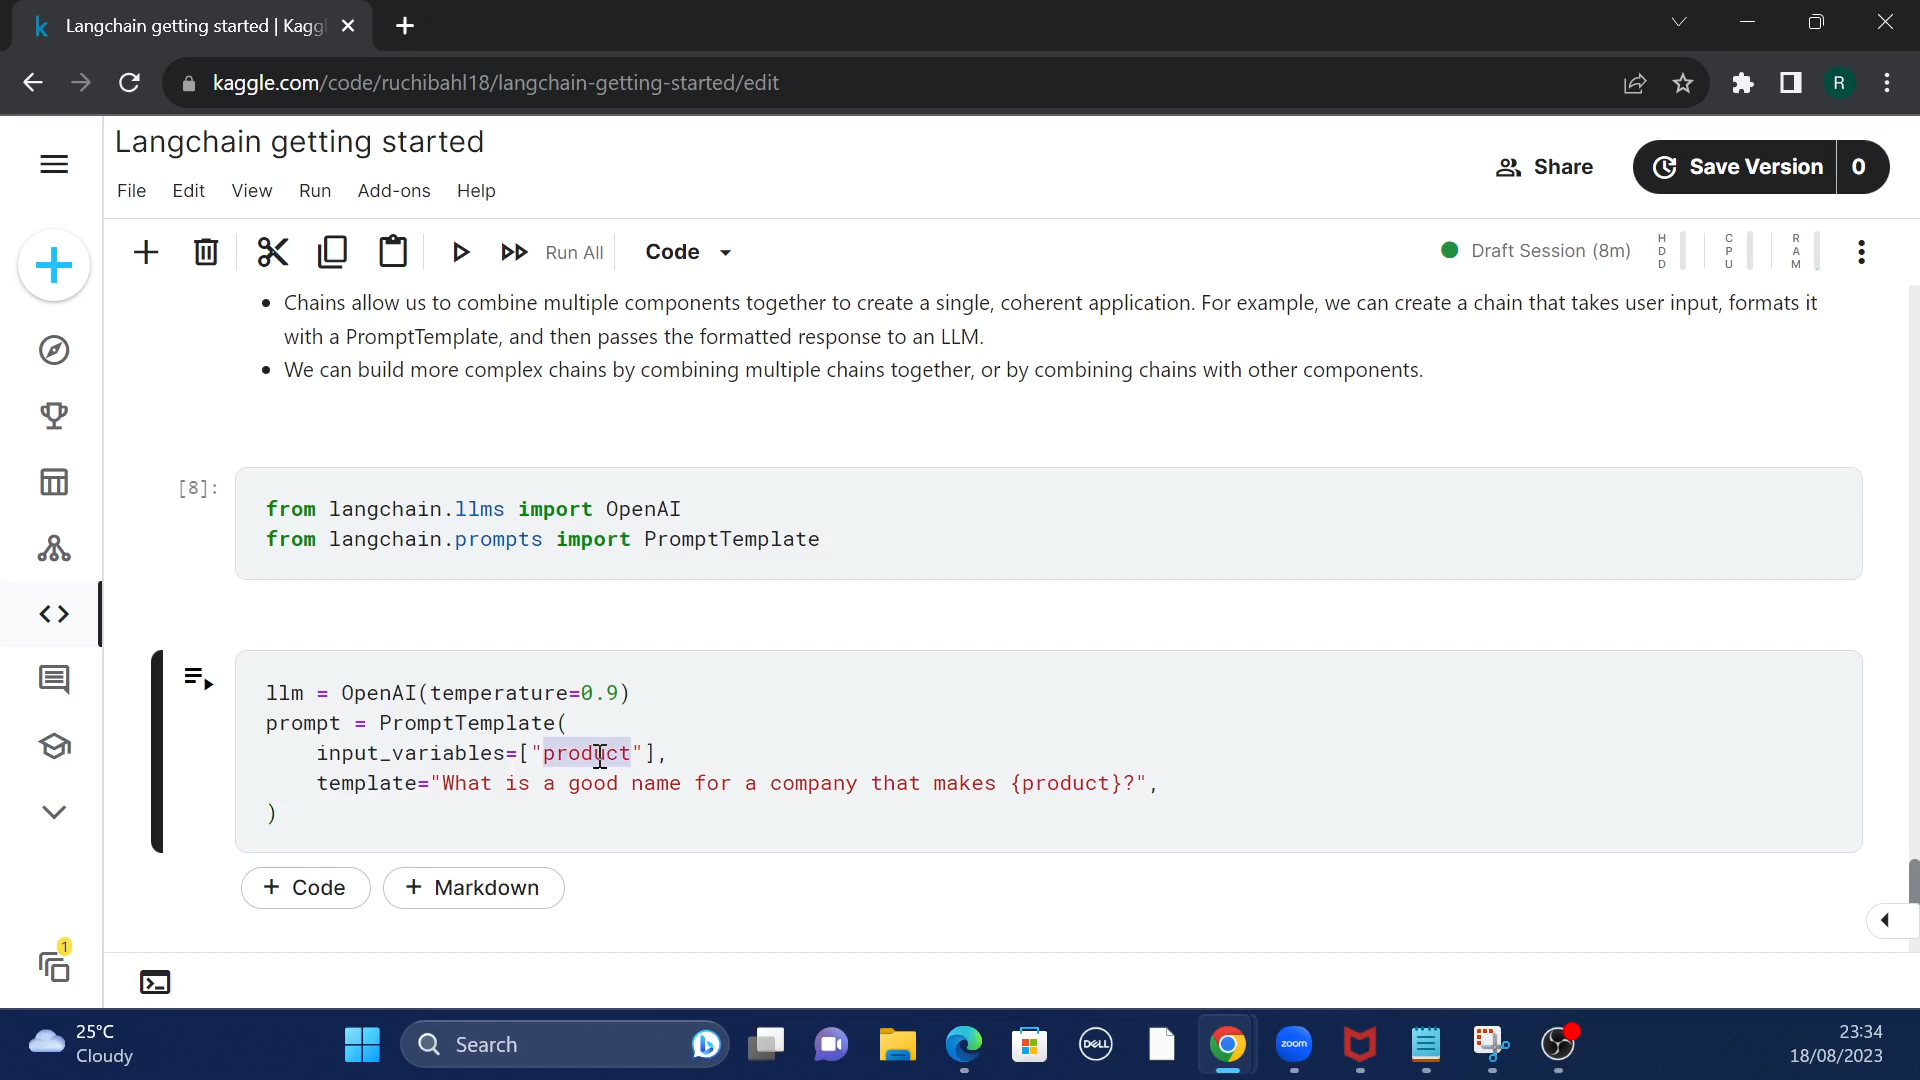 Langchain getting started | Kaggl
kaggle.com/code/ruchibahl18/langchain-getting-started/edit
R
Langchain getting started
File Edit View Run Add-ons Help
Share
Save Version 0
Run All
Code
Draft Session (8m)
HDD
CPU
RAM
• Chains allow us to combine multiple components together to create a single, coherent application. For example, we can create a chain that takes user input, formats it
with a PromptTemplate, and then passes the formatted response to an LLM.
• We can build more complex chains by combining multiple chains together, or by combining chains with other components.
[8]:
from langchain.llms import OpenAI
from langchain.prompts import PromptTemplate
llm = OpenAI(temperature=0.9)
prompt = PromptTemplate(
input_variables=["product"],
template="What is a good name for a company that makes {product}?",
)
+ Code
+ Markdown
1
25°C
Cloudy
Search
DELL
zoom
23:34
18/08/2023